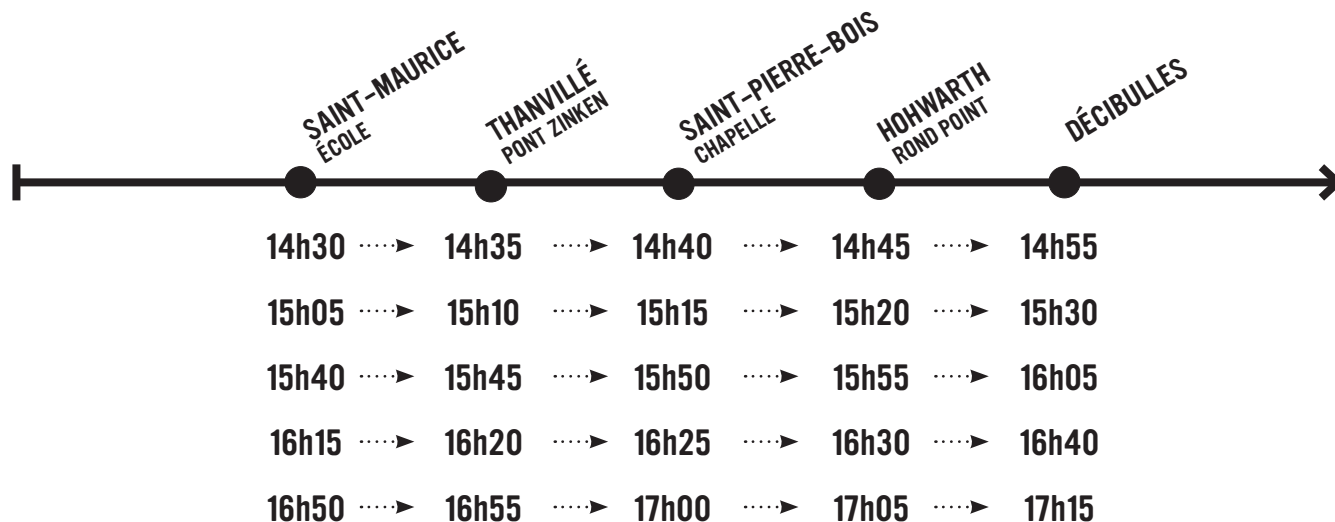 SAINT-MAURICE
ÉCOLE
THANVILLÉ
PONT ZINKEN
SAINT-PIERRE-BOIS
CHAPELLE
HOHWARTH
ROND POINT
DÉCIBULLES
14h30 14h35 14h40 14h45 14h55
15h05 15h10 15h15 15h20 15h30
15h40 15h45 15h50 15h55 16h05
16h15 16h20 16h25 16h30 16h40
16h50 16h55 17h00 17h05 17h15